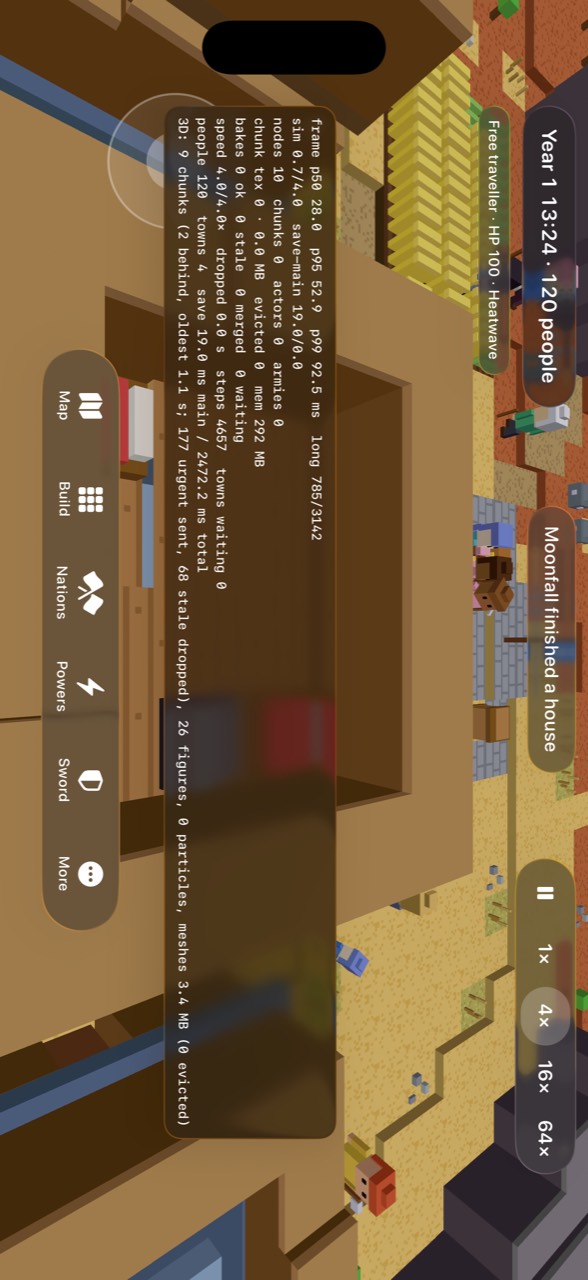 Year 1 13:24 · 120 people
Moonfall finished a house
1× 4× 16× 64×
Free traveller · HP 100 · Heatwave
frame p50 28.0 p95 52.9 p99 92.5 ms long 785/3142
sim 0.7/4.0 save-main 19.0/0.0
nodes 10 chunks 0 actors 0 armies 0
chunk tex 0 · 0.0 MB evicted 0 mem 292 MB
bakes 0 ok 0 stale 0 merged 0 waiting
speed 4.0/4.0× dropped 0.0 s steps 4657 towns waiting 0
people 120 towns 4 save 19.0 ms main / 2472.2 ms total
3D: 9 chunks (2 behind, oldest 1.1 s; 177 urgent sent, 68 stale dropped), 26 figures, 0 particles, meshes 3.4 MB (0 evicted)
Map Build Nations Powers Sword More